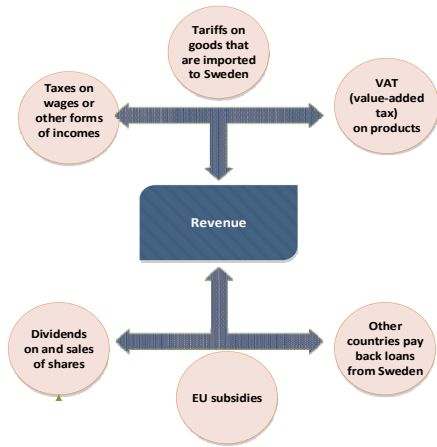 Tariffs on
goods that
are imported
to Sweden
Taxes on
wages or
other forms
of incomes
VAT
(value-added
tax)
on products
Revenue
Dividends
on and sales
of shares
EU subsidies
Other
countries pay
back loans
from Sweden